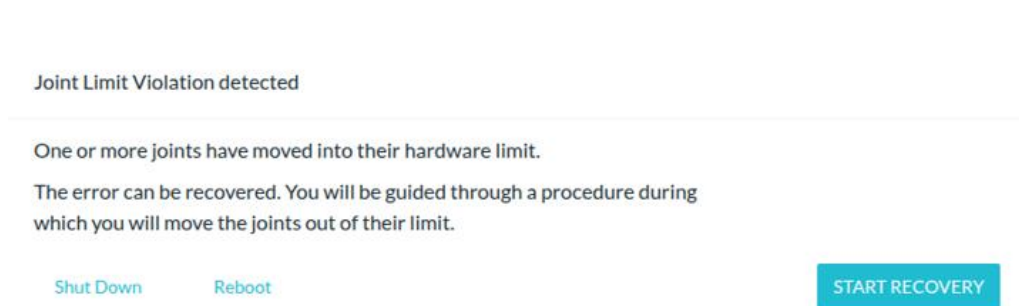 Joint Limit Violation detected
One or more joints have moved into their hardware limit.
The error can be recovered. You will be guided through a procedure during
which you will move the joints out of their limit.
Shut Down Reboot START RECOVERY